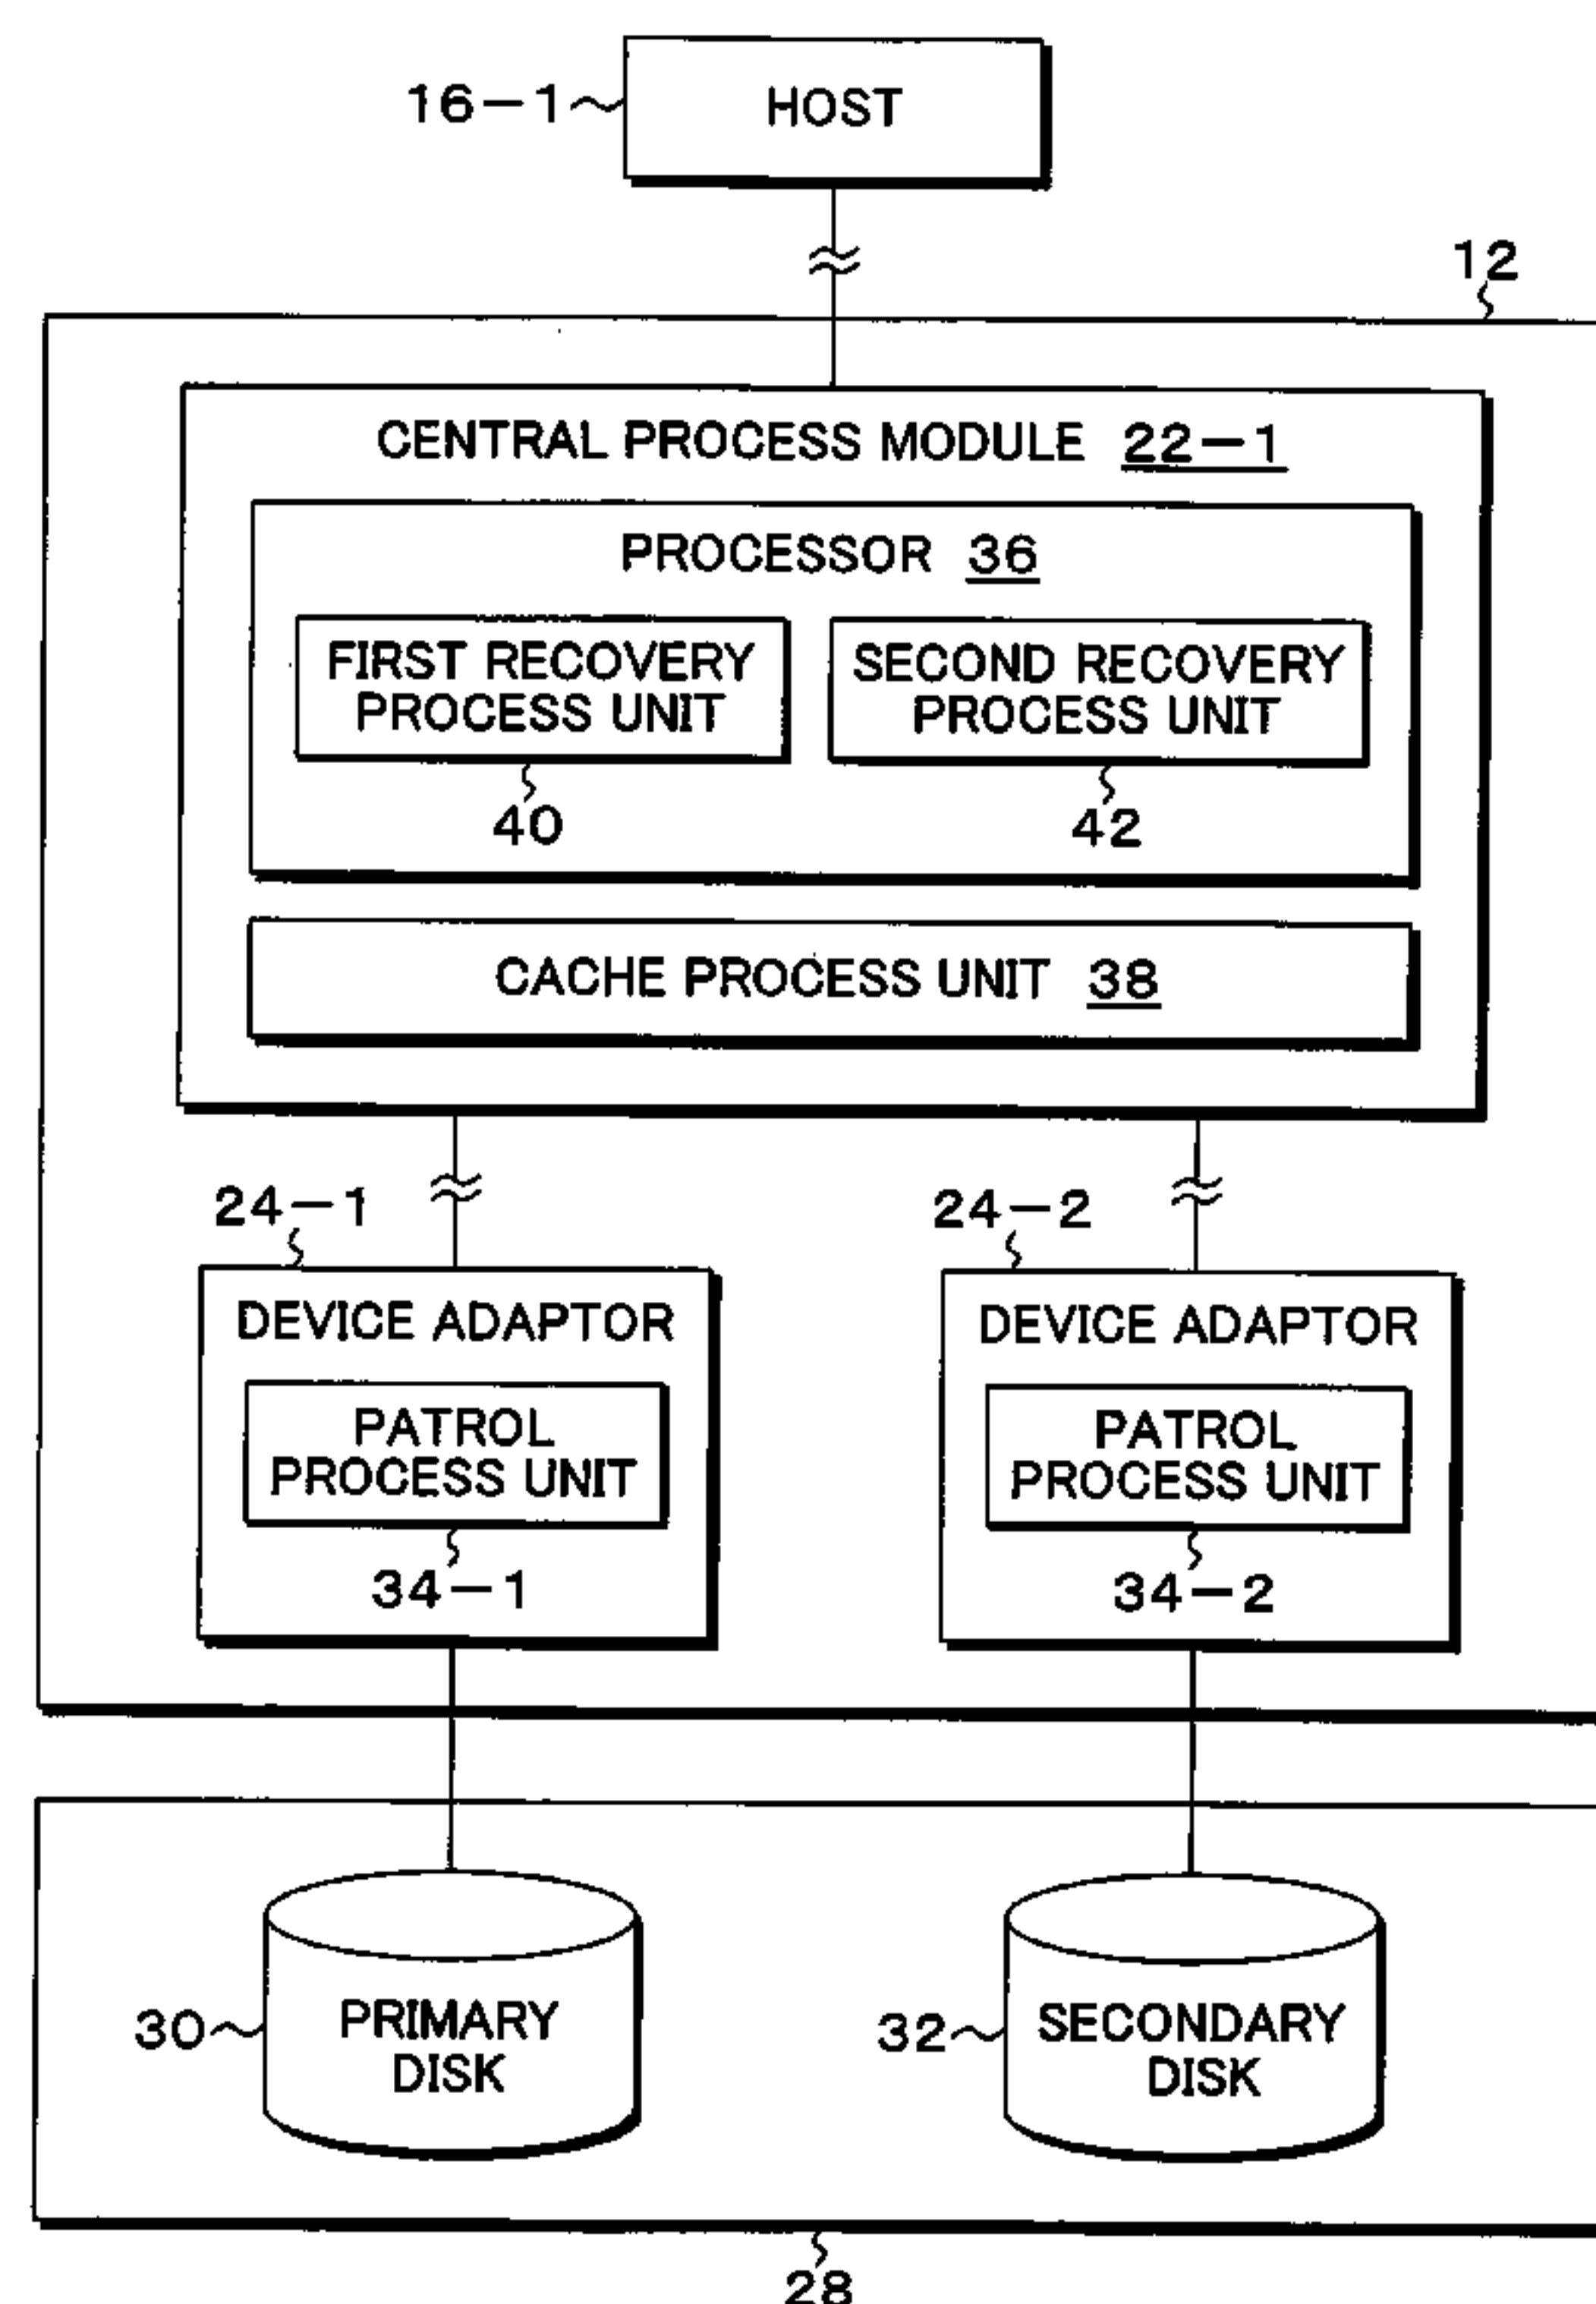 16-1 HOST
12
CENTRAL PROCESS MODULE 22-1
PROCESSOR 36
FIRST RECOVERY
PROCESS UNIT
SECOND RECOVERY
PROCESS UNIT
40
42
CACHE PROCESS UNIT 38
24-1
24-2
DEVICE ADAPTOR
PATROL
PROCESS UNIT
34-1
DEVICE ADAPTOR
PATROL
PROCESS UNIT
34-2
30
PRIMARY
DISK
32
SECONDARY
DISK
28